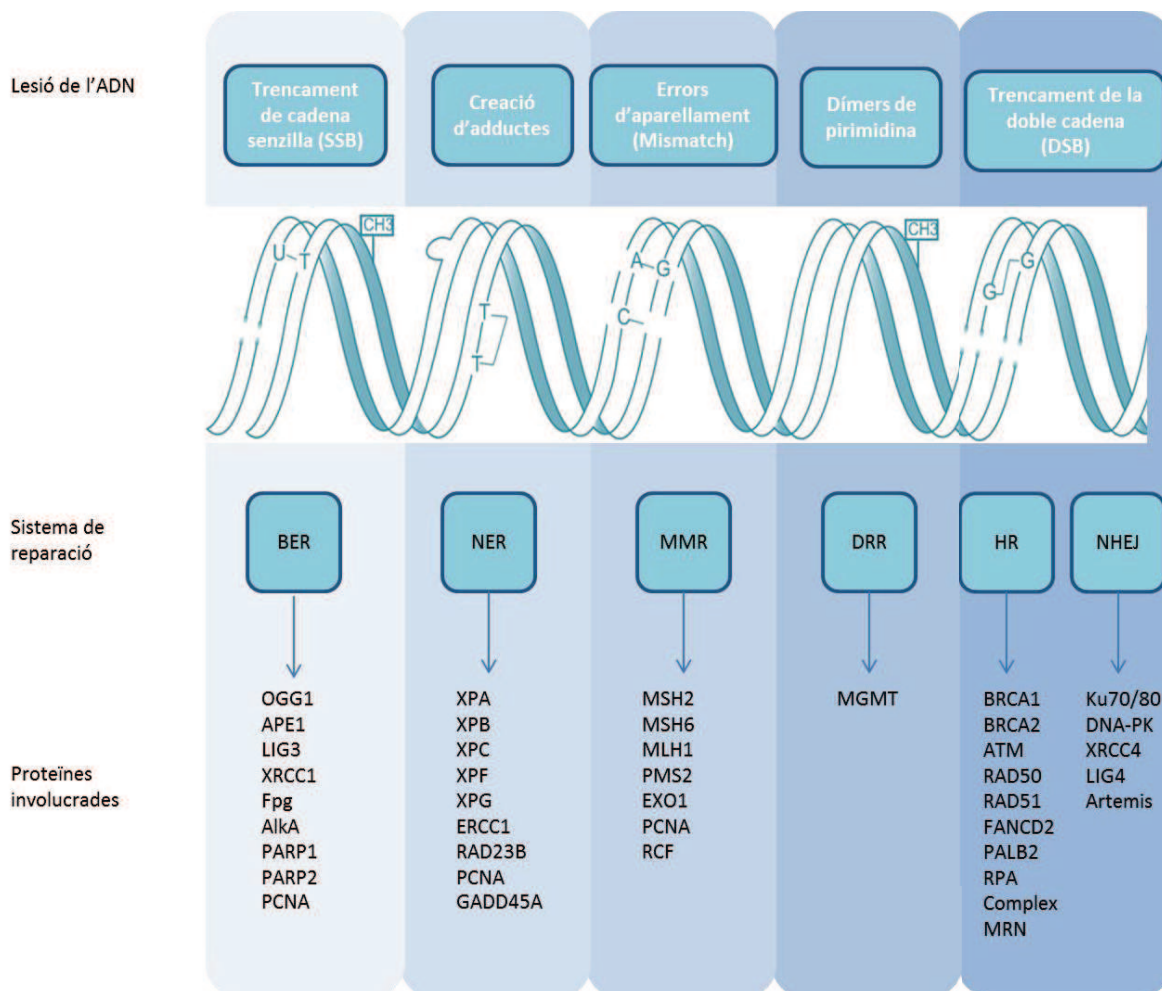 Lesió de l'ADN
Trencament
de cadena
senzilla (SSB)
Creació
d'adductes
Errors
d'aparellament
(Mismatch)
Dímers de
pirimidina
Trencament de la
doble cadena
(DSB)
U
T
CH3
T
T
A
G
C
CH3
G
G
Sistema de
reparació
BER
NER
MMR
DRR
HR
NHEJ
Proteïnes
involucrades
OGG1
APE1
LIG3
XRCC1
Fpg
AlkA
PARP1
PARP2
PCNA
XPA
XPB
XPC
XPF
XPG
ERCC1
RAD23B
PCNA
GADD45A
MSH2
MSH6
MLH1
PMS2
EXO1
PCNA
RCF
MGMT
BRCA1
BRCA2
ATM
RAD50
RAD51
FANCD2
PALB2
RPA
Complex
MRN
Ku70/80
DNA-PK
XRCC4
LIG4
Artemis